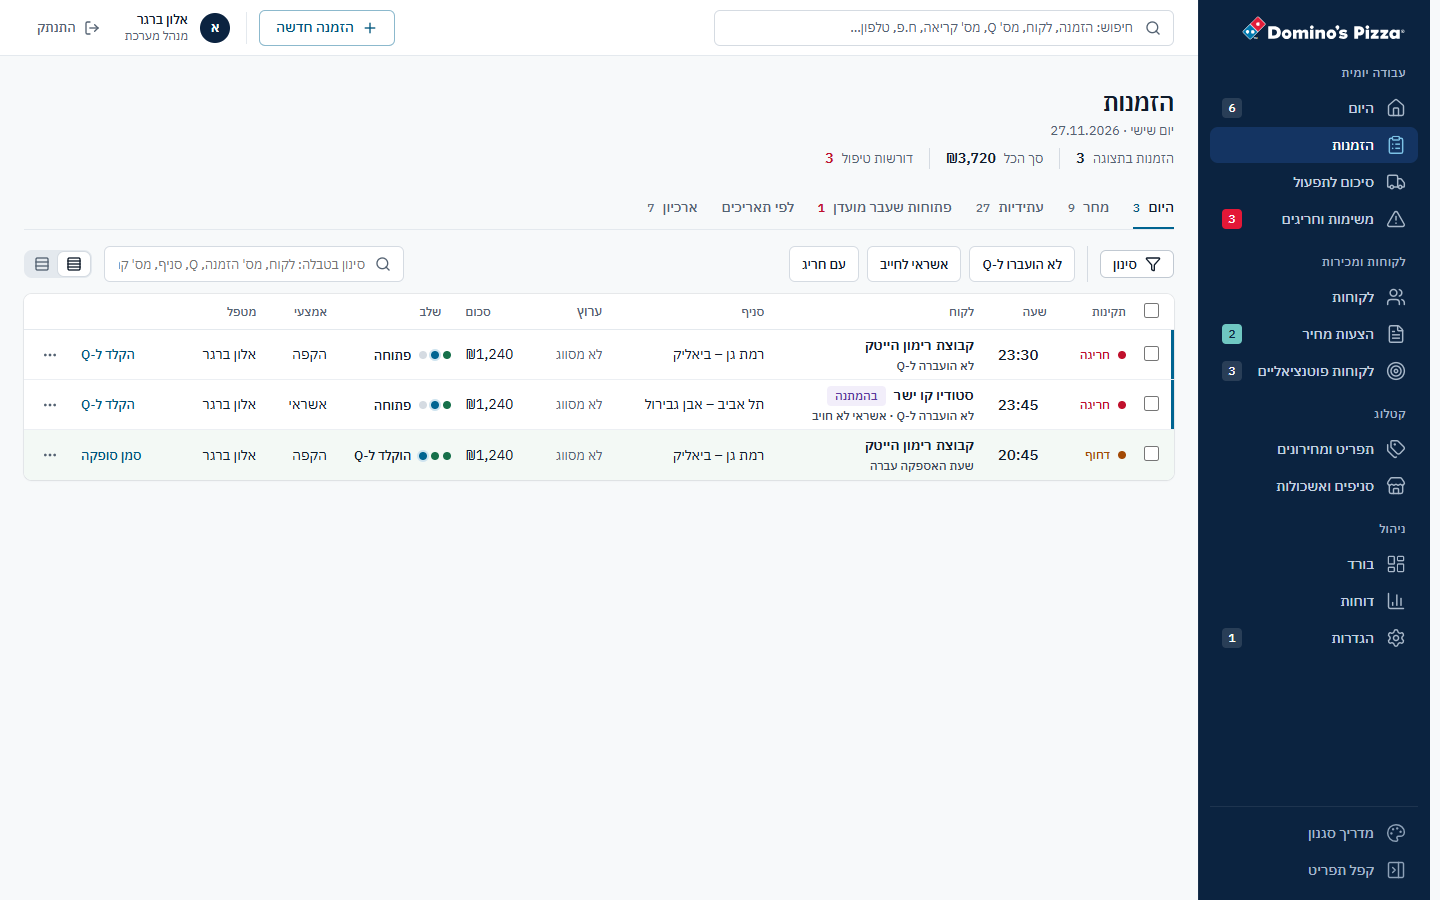 Domino's Pizza
עבודה יומית
היום 6
הזמנות
סיכום לתפעול
משימות וחריגים 3
לקוחות ומכירות
לקוחות
הצעות מחיר 2
לקוחות פוטנציאליים 3
קטלוג
תפריט ומחירונים
סניפים ואשכולות
ניהול
בורד
דוחות
הגדרות 1
מדריך סגנון
קפל תפריט
חיפוש: הזמנה, לקוח, מס' Q, מס' קריאה, ח.פ, טלפון...
הזמנה חדשה
א
אלון ברגר
מנהל מערכת
התנתק
הזמנות
יום שישי · 27.11.2026
הזמנות בתצוגה 3 סך הכל ₪3,720 דורשות טיפול 3
היום 3 מחר 9 עתידיות 27 פתוחות שעבר מועדן 1 לפי תאריכים ארכיון 7
סינון לא הועברו ל-Q אשראי לחייב עם חריג סינון בטבלה: לקוח, מס' הזמנה, Q, סניף, מס' קר
תקינות שעה לקוח סניף ערוץ סכום שלב אמצעי מטפל
חריגה 23:30 קבוצת רימון הייטק רמת גן – ביאליק לא מסווג ₪1,240 פתוחה הקפה אלון ברגר הקלד ל-Q
לא הועברה ל-Q
חריגה 23:45 סטודיו קו ישר בהמתנה תל אביב – אבן גבירול לא מסווג ₪1,240 פתוחה אשראי אלון ברגר הקלד ל-Q
לא הועברה ל-Q · אשראי לא חויב
דחוף 20:45 קבוצת רימון הייטק רמת גן – ביאליק לא מסווג ₪1,240 הוקלד ל-Q הקפה אלון ברגר סמן סופקה
שעת האספקה עברה